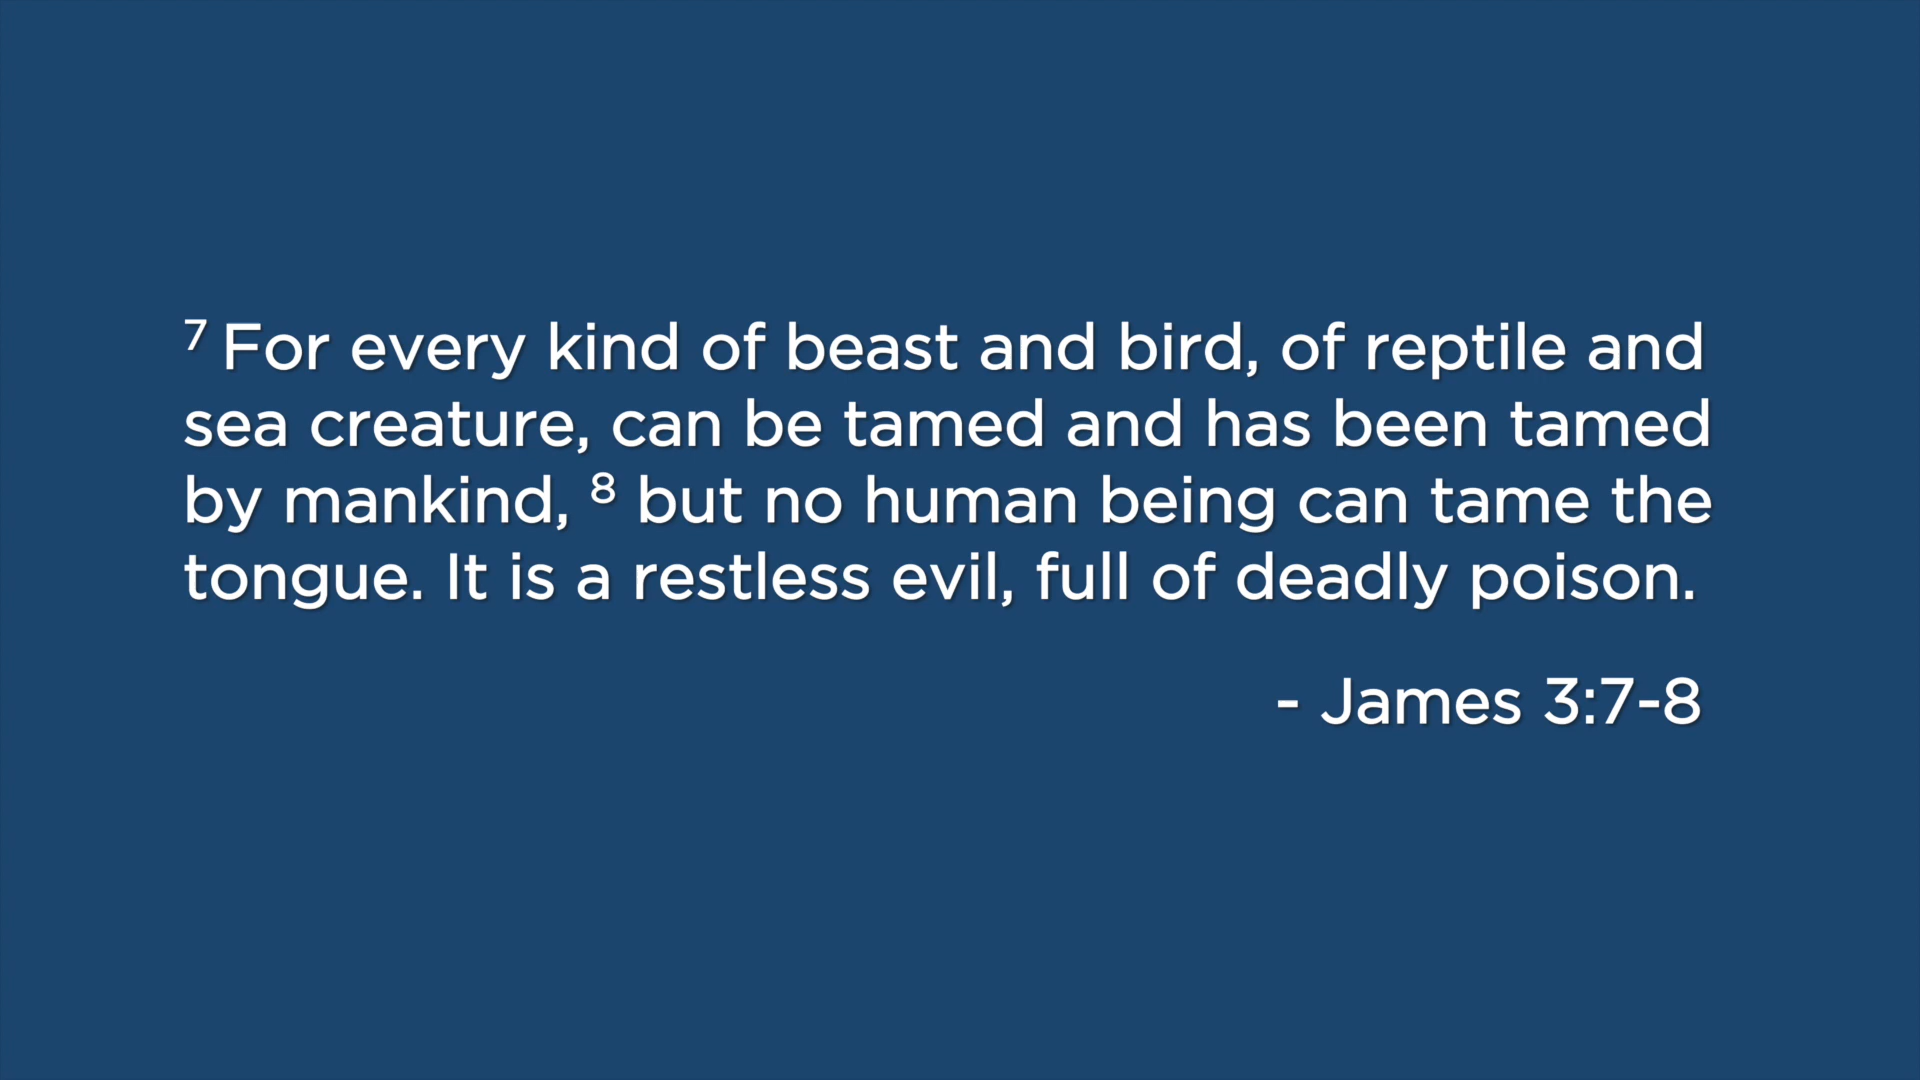 ⁷ For every kind of beast and bird, of reptile and
sea creature, can be tamed and has been tamed
by mankind, ⁸ but no human being can tame the
tongue. It is a restless evil, full of deadly poison.
- James 3:7-8